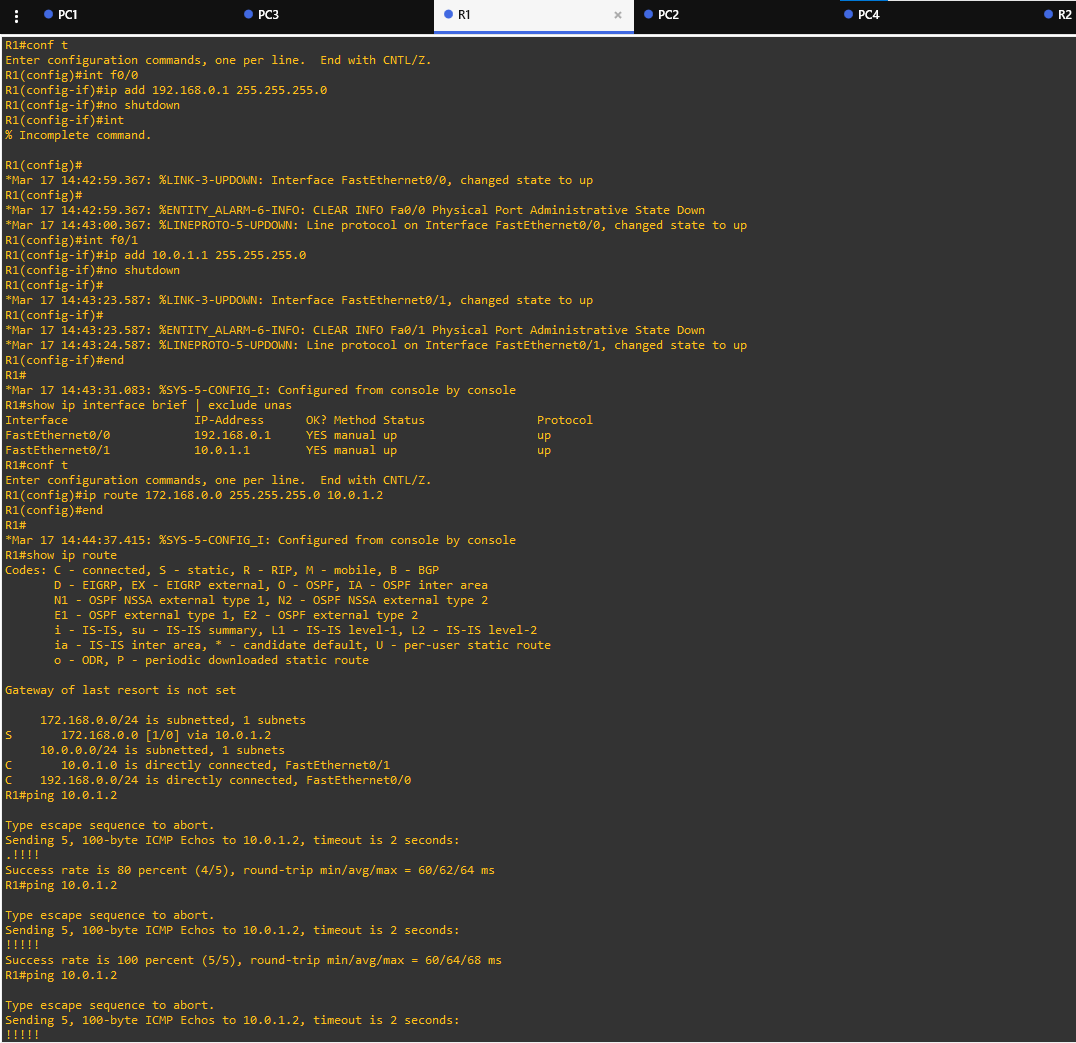 PC1 PC3 R1 × PC2 PC4 R2
R1#conf t
Enter configuration commands, one per line.  End with CNTL/Z.
R1(config)#int f0/0
R1(config-if)#ip add 192.168.0.1 255.255.255.0
R1(config-if)#no shutdown
R1(config-if)#int
% Incomplete command.

R1(config)#
*Mar 17 14:42:59.367: %LINK-3-UPDOWN: Interface FastEthernet0/0, changed state to up
R1(config)#
*Mar 17 14:42:59.367: %ENTITY_ALARM-6-INFO: CLEAR INFO Fa0/0 Physical Port Administrative State Down
*Mar 17 14:43:00.367: %LINEPROTO-5-UPDOWN: Line protocol on Interface FastEthernet0/0, changed state to up
R1(config)#int f0/1
R1(config-if)#ip add 10.0.1.1 255.255.255.0
R1(config-if)#no shutdown
R1(config-if)#
*Mar 17 14:43:23.587: %LINK-3-UPDOWN: Interface FastEthernet0/1, changed state to up
R1(config-if)#
*Mar 17 14:43:23.587: %ENTITY_ALARM-6-INFO: CLEAR INFO Fa0/1 Physical Port Administrative State Down
*Mar 17 14:43:24.587: %LINEPROTO-5-UPDOWN: Line protocol on Interface FastEthernet0/1, changed state to up
R1(config-if)#end
R1#
*Mar 17 14:43:31.083: %SYS-5-CONFIG_I: Configured from console by console
R1#show ip interface brief | exclude unas
Interface                  IP-Address      OK? Method Status                Protocol
FastEthernet0/0            192.168.0.1     YES manual up                    up
FastEthernet0/1            10.0.1.1        YES manual up                    up
R1#conf t
Enter configuration commands, one per line.  End with CNTL/Z.
R1(config)#ip route 172.168.0.0 255.255.255.0 10.0.1.2
R1(config)#end
R1#
*Mar 17 14:44:37.415: %SYS-5-CONFIG_I: Configured from console by console
R1#show ip route
Codes: C - connected, S - static, R - RIP, M - mobile, B - BGP
       D - EIGRP, EX - EIGRP external, O - OSPF, IA - OSPF inter area
       N1 - OSPF NSSA external type 1, N2 - OSPF NSSA external type 2
       E1 - OSPF external type 1, E2 - OSPF external type 2
       i - IS-IS, su - IS-IS summary, L1 - IS-IS level-1, L2 - IS-IS level-2
       ia - IS-IS inter area, * - candidate default, U - per-user static route
       o - ODR, P - periodic downloaded static route

Gateway of last resort is not set

     172.168.0.0/24 is subnetted, 1 subnets
S       172.168.0.0 [1/0] via 10.0.1.2
     10.0.0.0/24 is subnetted, 1 subnets
C       10.0.1.0 is directly connected, FastEthernet0/1
C    192.168.0.0/24 is directly connected, FastEthernet0/0
R1#ping 10.0.1.2

Type escape sequence to abort.
Sending 5, 100-byte ICMP Echos to 10.0.1.2, timeout is 2 seconds:
.!!!!
Success rate is 80 percent (4/5), round-trip min/avg/max = 60/62/64 ms
R1#ping 10.0.1.2

Type escape sequence to abort.
Sending 5, 100-byte ICMP Echos to 10.0.1.2, timeout is 2 seconds:
!!!!!
Success rate is 100 percent (5/5), round-trip min/avg/max = 60/64/68 ms
R1#ping 10.0.1.2

Type escape sequence to abort.
Sending 5, 100-byte ICMP Echos to 10.0.1.2, timeout is 2 seconds:
!!!!!